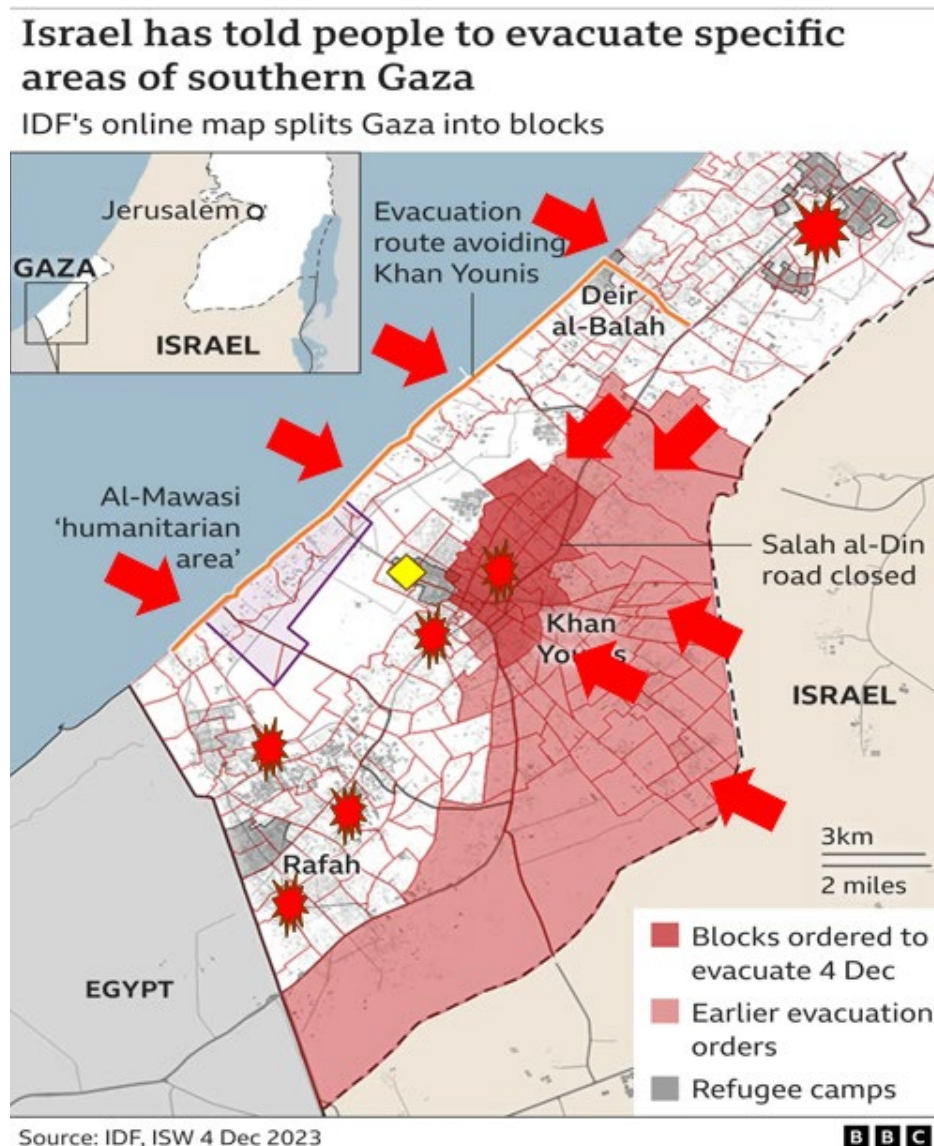 Israel has told people to evacuate specific
areas of southern Gaza
IDF's online map splits Gaza into blocks
Jerusalem
GAZA
ISRAEL
Evacuation
route avoiding
Khan Younis
Deir
al-Balah
Al-Mawasi
'humanitarian
area'
Salah al-Din
road closed
Khan
Younis
ISRAEL
Rafah
EGYPT
3km
2 miles
Blocks ordered to
evacuate 4 Dec
Earlier evacuation
orders
Refugee camps
Source: IDF, ISW 4 Dec 2023
BBC